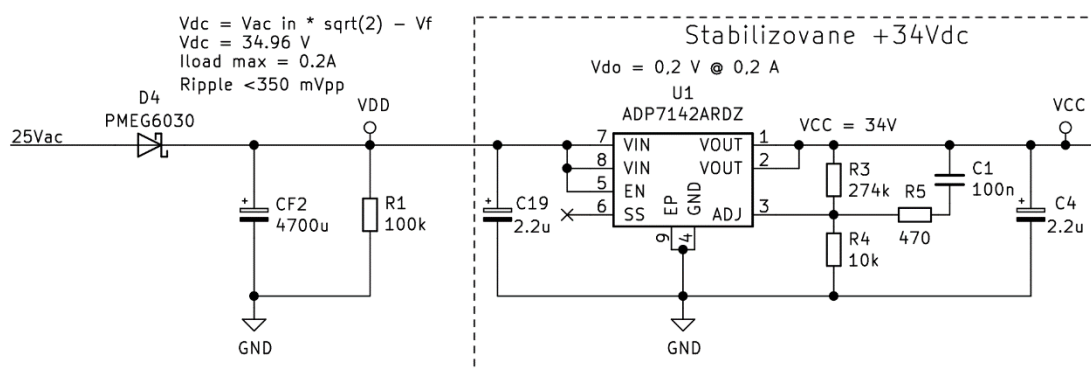 Vdc = Vac in * sqrt(2) - Vf
Vdc = 34.96 V
Iload max = 0.2A
Ripple <350 mVpp
Stabilizovane +34Vdc
Vdo = 0,2 V @ 0,2 A
D4
PMEG6030
VDD
U1
ADP7142ARDZ
VCC
25Vac
VCC = 34V
7 VIN VOUT 1
8 VIN VOUT 2
5 EN
6 SS EP GND ADJ 3
9 4
CF2
4700u
R1
100k
C19
2.2u
R3
274k
R5
470
C1
100n
R4
10k
C4
2.2u
GND
GND